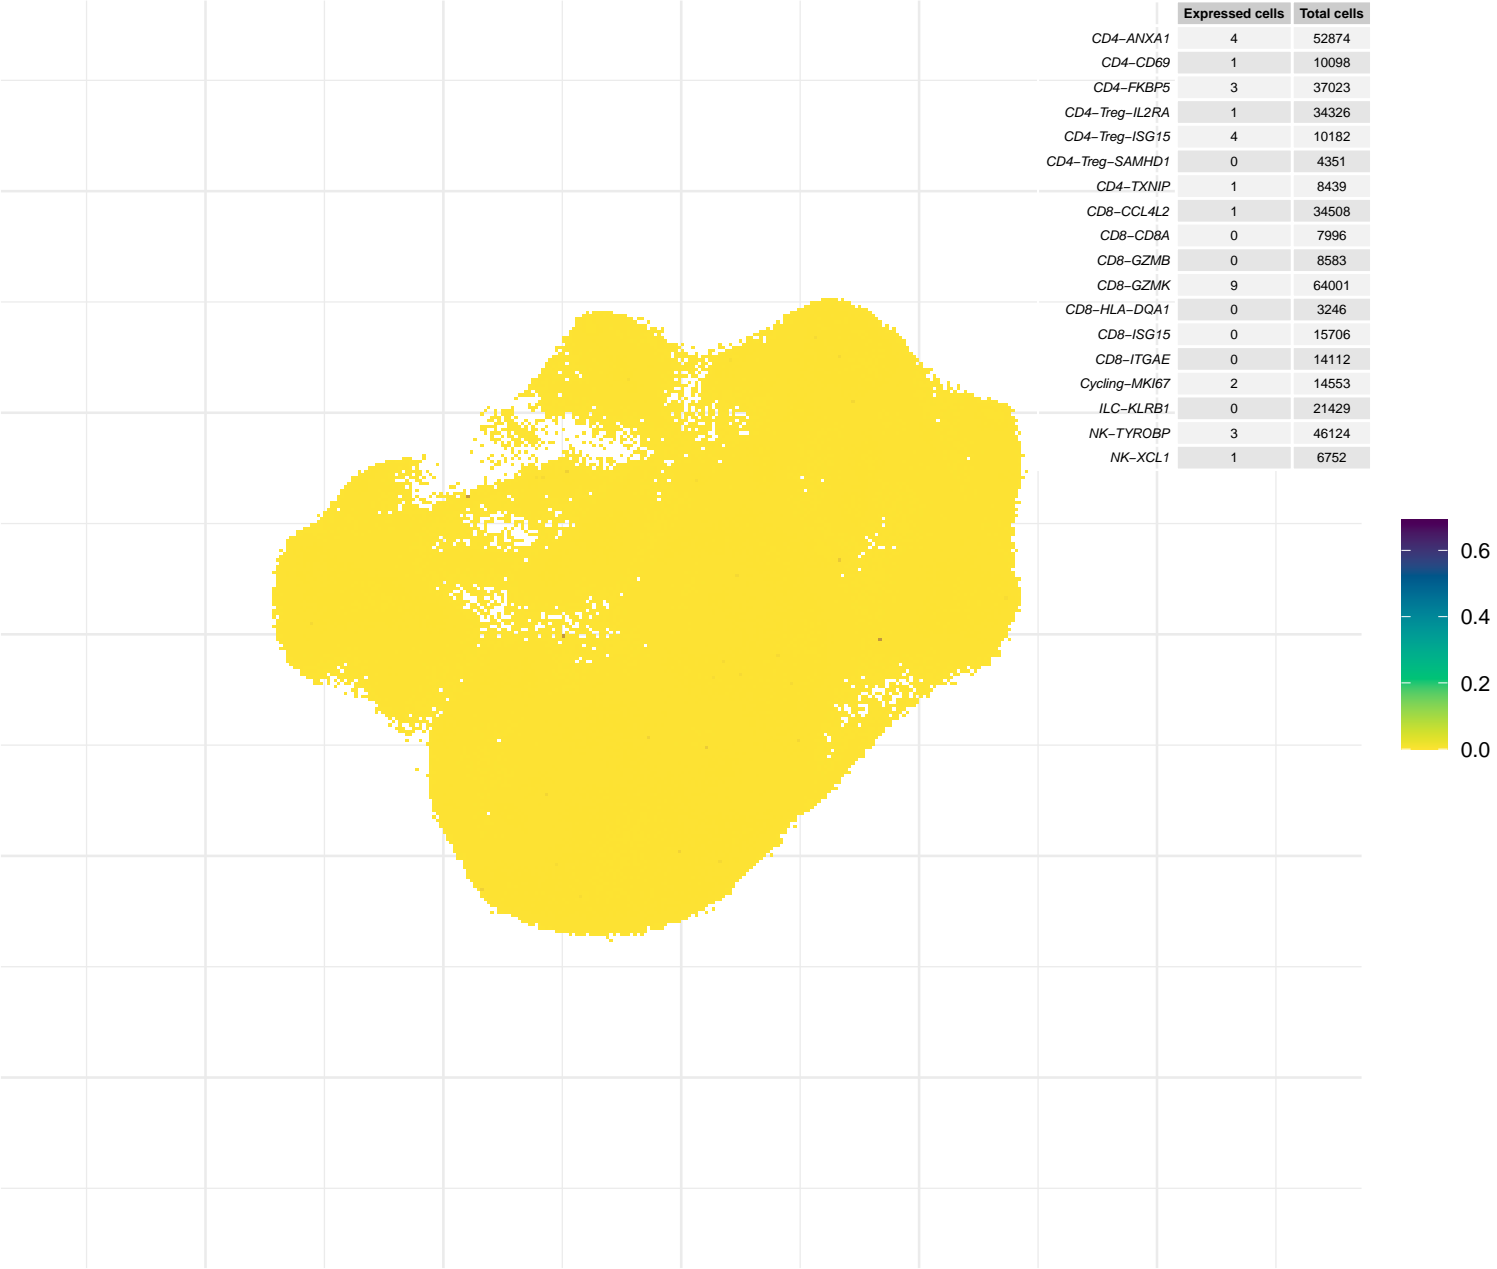 Expressed cells Total cells
CD4−ANXA1 4 52874
CD4−CD69 1 10098
CD4−FKBP5 3 37023
CD4−Treg−IL2RA 1 34326
CD4−Treg−ISG15 4 10182
CD4−Treg−SAMHD1 0 4351
CD4−TXNIP 1 8439
CD8−CCL4L2 1 34508
CD8−CD8A 0 7996
CD8−GZMB 0 8583
CD8−GZMK 9 64001
CD8−HLA−DQA1 0 3246
CD8−ISG15 0 15706
CD8−ITGAE 0 14112
Cycling−MKI67 2 14553
ILC−KLRB1 0 21429
NK−TYROBP 3 46124
NK−XCL1 1 6752
0.6
0.4
0.2
0.0